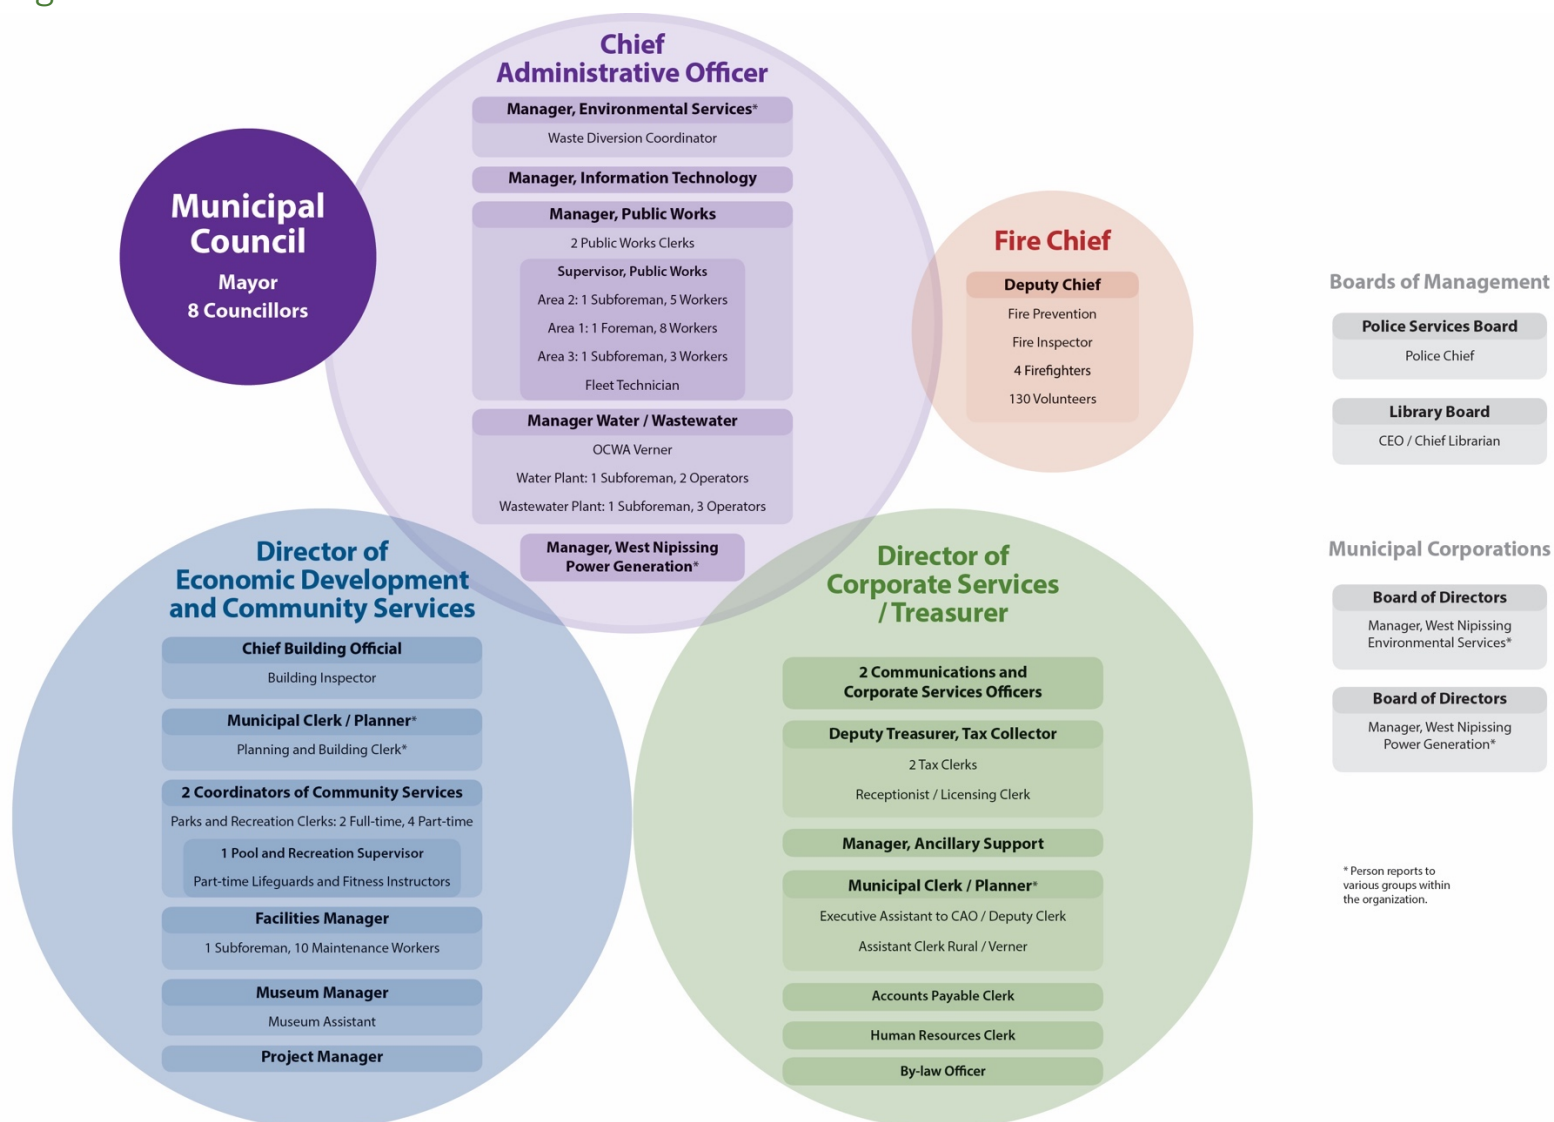 Chief
Administrative Officer
Manager, Environmental Services*
Waste Diversion Coordinator
Manager, Information Technology
Manager, Public Works
2 Public Works Clerks
Supervisor, Public Works
Area 2: 1 Subforeman, 5 Workers
Area 1: 1 Foreman, 8 Workers
Area 3: 1 Subforeman, 3 Workers
Fleet Technician
Manager Water / Wastewater
OCWA Verner
Water Plant: 1 Subforeman, 2 Operators
Wastewater Plant: 1 Subforeman, 3 Operators
Manager, West Nipissing
Power Generation*
Municipal
Council
Mayor
8 Councillors
Fire Chief
Deputy Chief
Fire Prevention
Fire Inspector
4 Firefighters
130 Volunteers
Director of
Economic Development
and Community Services
Chief Building Official
Building Inspector
Municipal Clerk / Planner*
Planning and Building Clerk*
2 Coordinators of Community Services
Parks and Recreation Clerks: 2 Full-time, 4 Part-time
1 Pool and Recreation Supervisor
Part-time Lifeguards and Fitness Instructors
Facilities Manager
1 Subforeman, 10 Maintenance Workers
Museum Manager
Museum Assistant
Project Manager
Director of
Corporate Services
/ Treasurer
2 Communications and
Corporate Services Officers
Deputy Treasurer, Tax Collector
2 Tax Clerks
Receptionist / Licensing Clerk
Manager, Ancillary Support
Municipal Clerk / Planner*
Executive Assistant to CAO / Deputy Clerk
Assistant Clerk Rural / Verner
Accounts Payable Clerk
Human Resources Clerk
By-law Officer
Boards of Management
Police Services Board
Police Chief
Library Board
CEO / Chief Librarian
Municipal Corporations
Board of Directors
Manager, West Nipissing
Environmental Services*
Board of Directors
Manager, West Nipissing
Power Generation*
* Person reports to
various groups within
the organization.